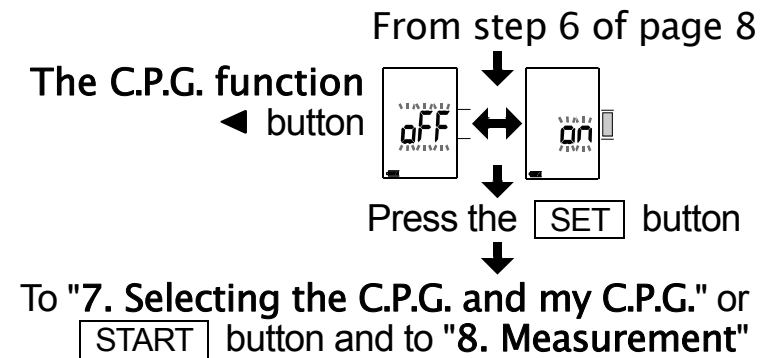 From step 6 of page 8
The C.P.G. function
◄ button
oFF
on
Press the SET button
To "7. Selecting the C.P.G. and my C.P.G." or
START button and to "8. Measurement"